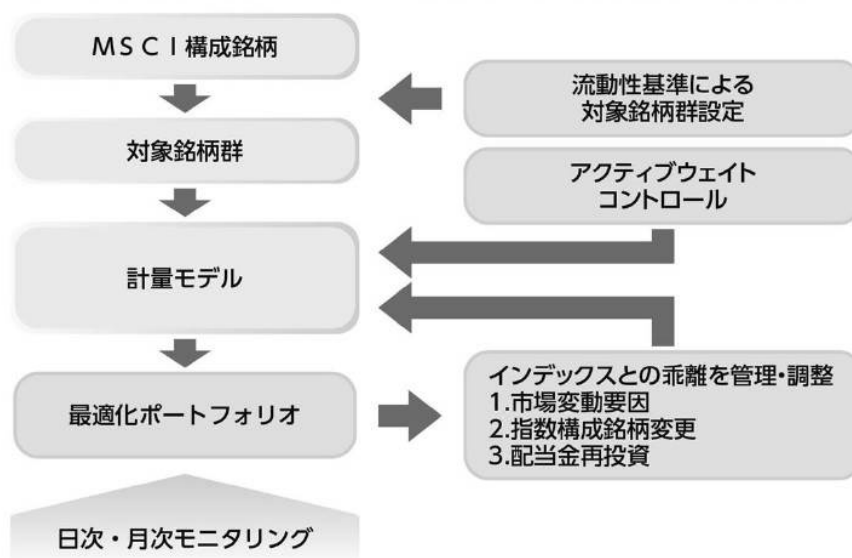 ＭＳＣＩ構成銘柄
流動性基準による
対象銘柄群設定
対象銘柄群
アクティブウェイト
コントロール
計量モデル
最適化ポートフォリオ
インデックスとの乖離を管理・調整
1.市場変動要因
2.指数構成銘柄変更
3.配当金再投資
日次・月次モニタリング